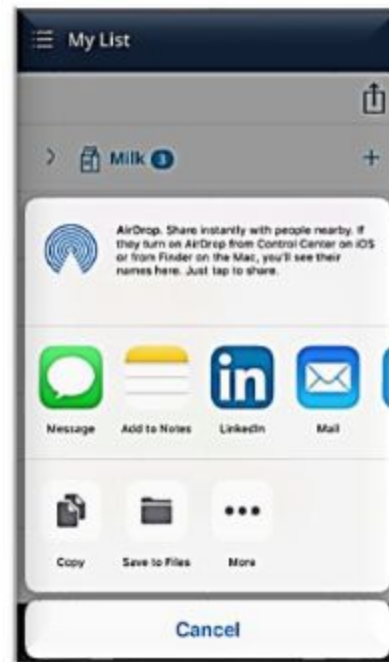 My List
Milk 3
AirDrop. Share instantly with people nearby. If
they turn on AirDrop from Control Center on iOS
or from Finder on the Mac, you'll see their
names here. Just tap to share.
in
Message Add to Notes LinkedIn Mail
Copy Save to Files More
Cancel